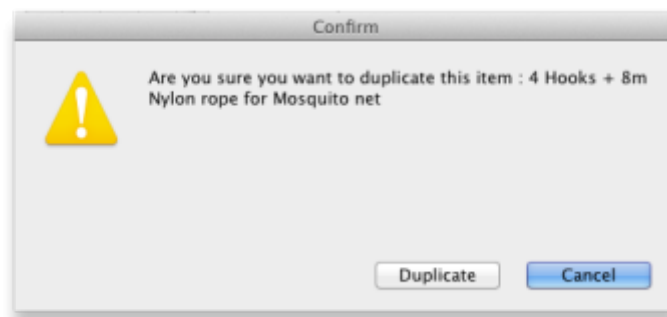 Confirm
Are you sure you want to duplicate this item : 4 Hooks + 8m
Nylon rope for Mosquito net
Duplicate Cancel